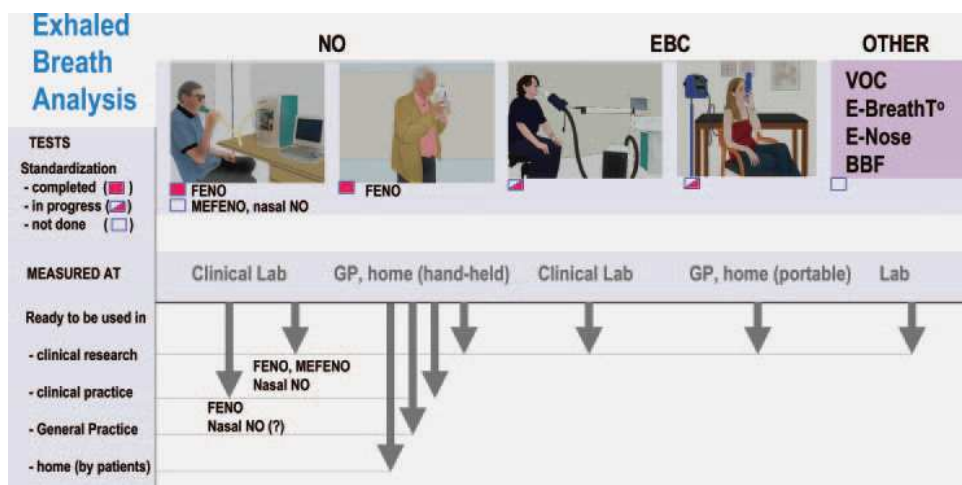 Exhaled
Breath
Analysis
NO
EBC
OTHER
VOC
E-BreathTº
E-Nose
BBF
TESTS
Standardization
- completed ( )
- in progress ( )
- not done ( )
FENO
MEFENO, nasal NO
FENO
MEASURED AT
Clinical Lab
GP, home (hand-held)
Clinical Lab
GP, home (portable)
Lab
Ready to be used in
- clinical research
FENO, MEFENO
Nasal NO
- clinical practice
FENO
Nasal NO (?)
- General Practice
- home (by patients)